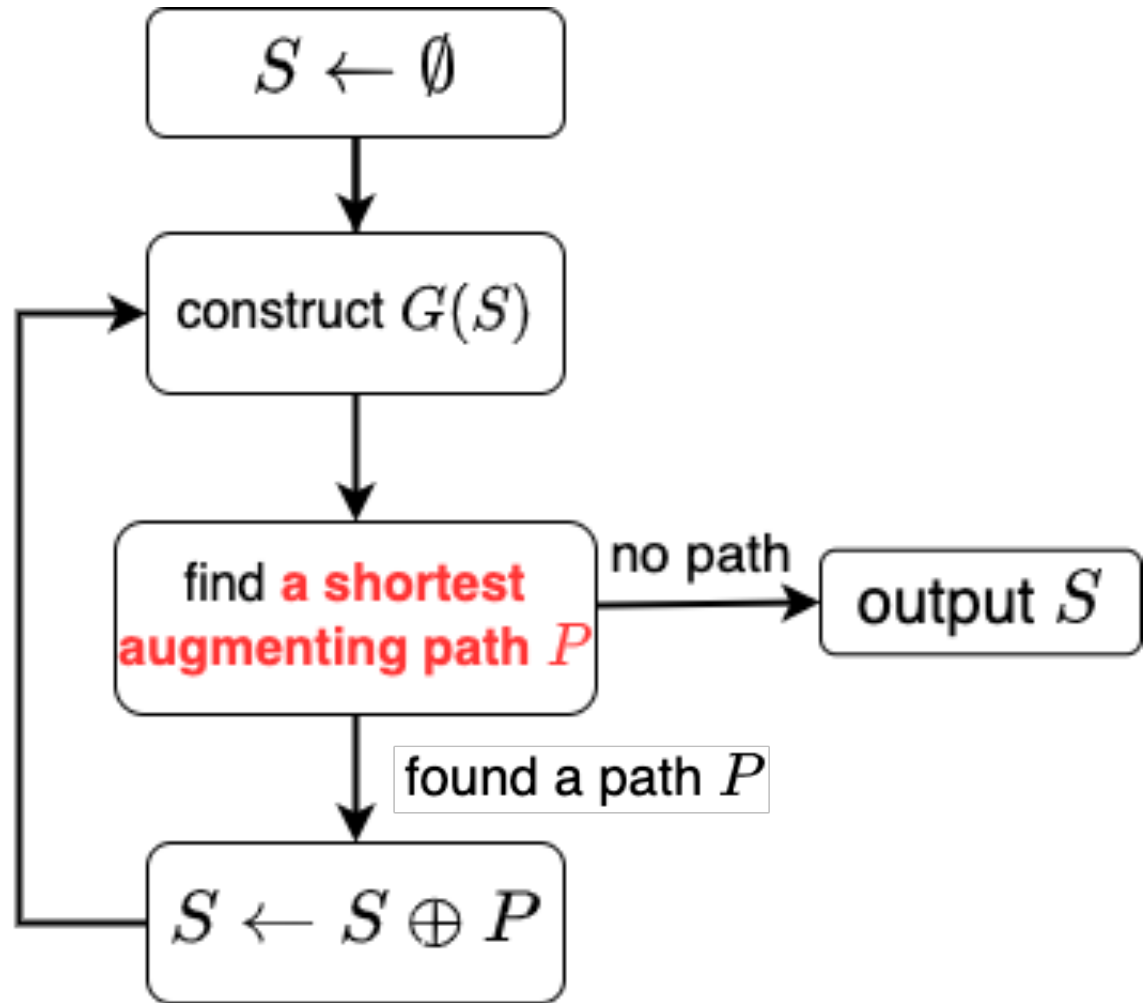 S ← ∅
construct G(S)
find a shortest
augmenting path P
no path
output S
found a path P
S ← S ⊕ P